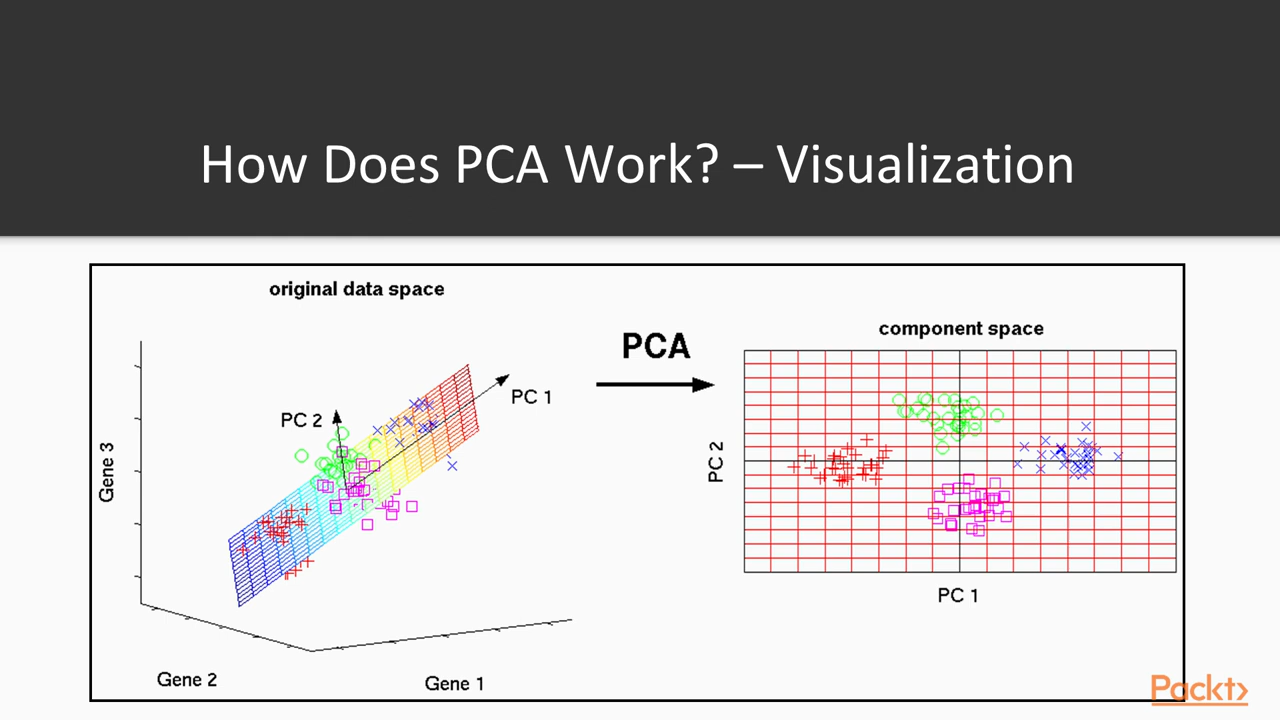 How Does PCA Work? – Visualization
original data space
PC 2
PC 1
Gene 3
Gene 2
Gene 1
PCA
component space
PC 2
PC 1
Packt>